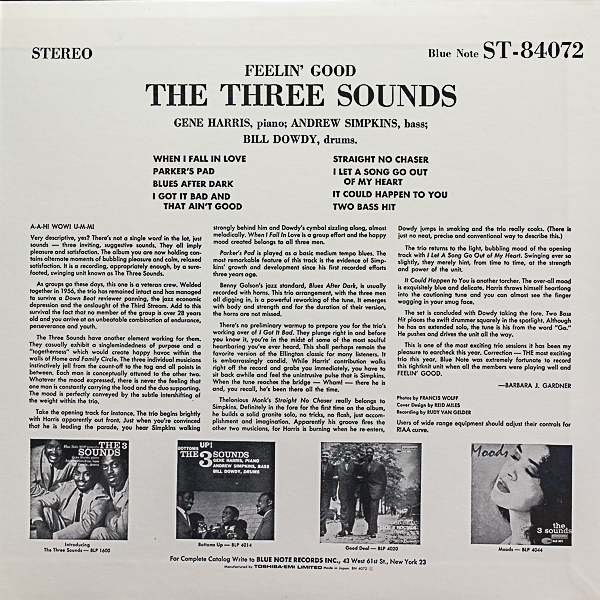 STEREO
Blue Note ST-84072
FEELIN' GOOD
THE THREE SOUNDS
GENE HARRIS, piano; ANDREW SIMPKINS, bass;
BILL DOWDY, drums.
WHEN I FALL IN LOVE
PARKER'S PAD
BLUES AFTER DARK
I GOT IT BAD AND
THAT AIN'T GOOD
STRAIGHT NO CHASER
I LET A SONG GO OUT
OF MY HEART
IT COULD HAPPEN TO YOU
TWO BASS HIT
A-A-H! WOW! U-M-M!
Very descriptive, yes? There's not a single word in the lot, just
sounds — three inviting, suggestive, sounds. They all imply
pleasure and satisfaction. The album you are now holding con-
tains alternate moments of bubbling pleasure and calm, relaxed
satisfaction. It is a recording, appropriately enough, by a sure-
footed, swinging unit known as The Three Sounds.
As groups go these days, this one is a veteran crew. Welded
together in 1956, the trio has remained intact and has managed
to survive a Down Beat reviewer panning, the jazz economic
depression and the onslaught of the Third Stream. Add to this
survival the fact that no member of the group is over 28 years
old and you arrive at an unbeatable combination of endurance,
perseverance and youth.
The Three Sounds have another element working for them.
They casually exhibit a singlemindedness of purpose and a
"togetherness" which would create happy havoc within the
walls of Home and Family Circle. The three individual musicians
instinctively jell from the count-off to the tag and all points in
between. Each man is conceptually attuned to the other two.
Whatever the mood expressed, there is never the feeling that
one man is constantly carrying the load and the duo supporting.
The mood is perfectly conveyed by the subtle intershifting of
the weight within the trio.
Take the opening track for instance. The trio begins brightly
with Harris apparently out front. Just when you're convinced
that he is leading the parade, you hear Simpkins walking
strongly behind him and Dowdy's cymbal sizzling along, almost
melodically. When I Fall In Love is a group effort and the happy
mood created belongs to all three men.
Parker's Pad is played as a basic medium tempo blues. The
most remarkable feature of this track is the evidence of Simp-
kins' growth and development since his first recorded efforts
three years ago.
Benny Golson's jazz standard, Blues After Dark, is usually
recorded with horns. This trio arrangement, with the three men
all digging in, is a powerful reworking of the tune. It emerges
with body and strength and for the duration of their version,
the horns are not missed.
There's no preliminary warmup to prepare you for the trio's
working over of I Got It Bad. They plunge right in and before
you know it, you're in the midst of some of the most soulful
heartbaring you've ever heard. This shall perhaps remain the
favorite version of the Ellington classic for many listeners. It
is embarrassingly candid. While Harris' contribution walks
right off the record and grabs you immediately, you have to
sit back awhile and feel the unintrusive pulse that is Simpkins.
When the tune reaches the bridge — Wham! — there he is
and, you recall, he's been there all the time.
Thelonious Monk's Straight No Chaser really belongs to
Simpkins. Definitely in the fore for the first time on the album,
he builds a solid granite solo, no tricks, no flash, just accom-
plishment and imagination. Apparently his groove fires the
other two musicians, for Harris is burning when he re-enters,
Dowdy jumps in smoking and the trio really cooks. (There is
just no neat, precise and conventional way to describe this.)
The trio returns to the light, bubbling mood of the opening
track with I Let A Song Go Out Of My Heart. Swinging ever so
slightly, they merely hint, from time to time, at the strength
and power of the unit.
It Could Happen To You is another torcher. The over-all mood
is exquisitely blue and delicate. Harris throws himself heartlong
into the cautioning tune and you can almost see the finger
wagging in your smug face.
The set is concluded with Dowdy taking the fore. Two Bass
Hit places the swift drummer squarely in the spotlight. Although
he has an extended solo, the tune is his from the word "Go."
He pushes and drives the unit all the way.
This is one of the most exciting trio sessions it has been my
pleasure to earcheck this year. Correction — THE most exciting
trio this year, Blue Note was extremely fortunate to record
this tightknit unit when all the members were playing well and
FEELIN' GOOD.
—BARBARA J. GARDNER
Photos by FRANCIS WOLFF
Cover Design by REID MILES
Recording by RUDY VAN GELDER
Users of wide range equipment should adjust their controls for
RIAA curve.
THE 3
SOUNDS
Introducing
The Three Sounds — BLP 1600
BOTTOMS UP!
THE 3 SOUNDS
GENE HARRIS, PIANO
ANDREW SIMPKINS, BASS
BILL DOWDY, DRUMS
Bottoms Up — BLP 4014
Good Deal — BLP 4020
Moods
the
3 sounds
Moods — BLP 4044
For Complete Catalog Write to BLUE NOTE RECORDS INC., 43 West 61st St., New York 23
Manufactured by TOSHIBA-EMI LIMITED Made in Japan BN 4072